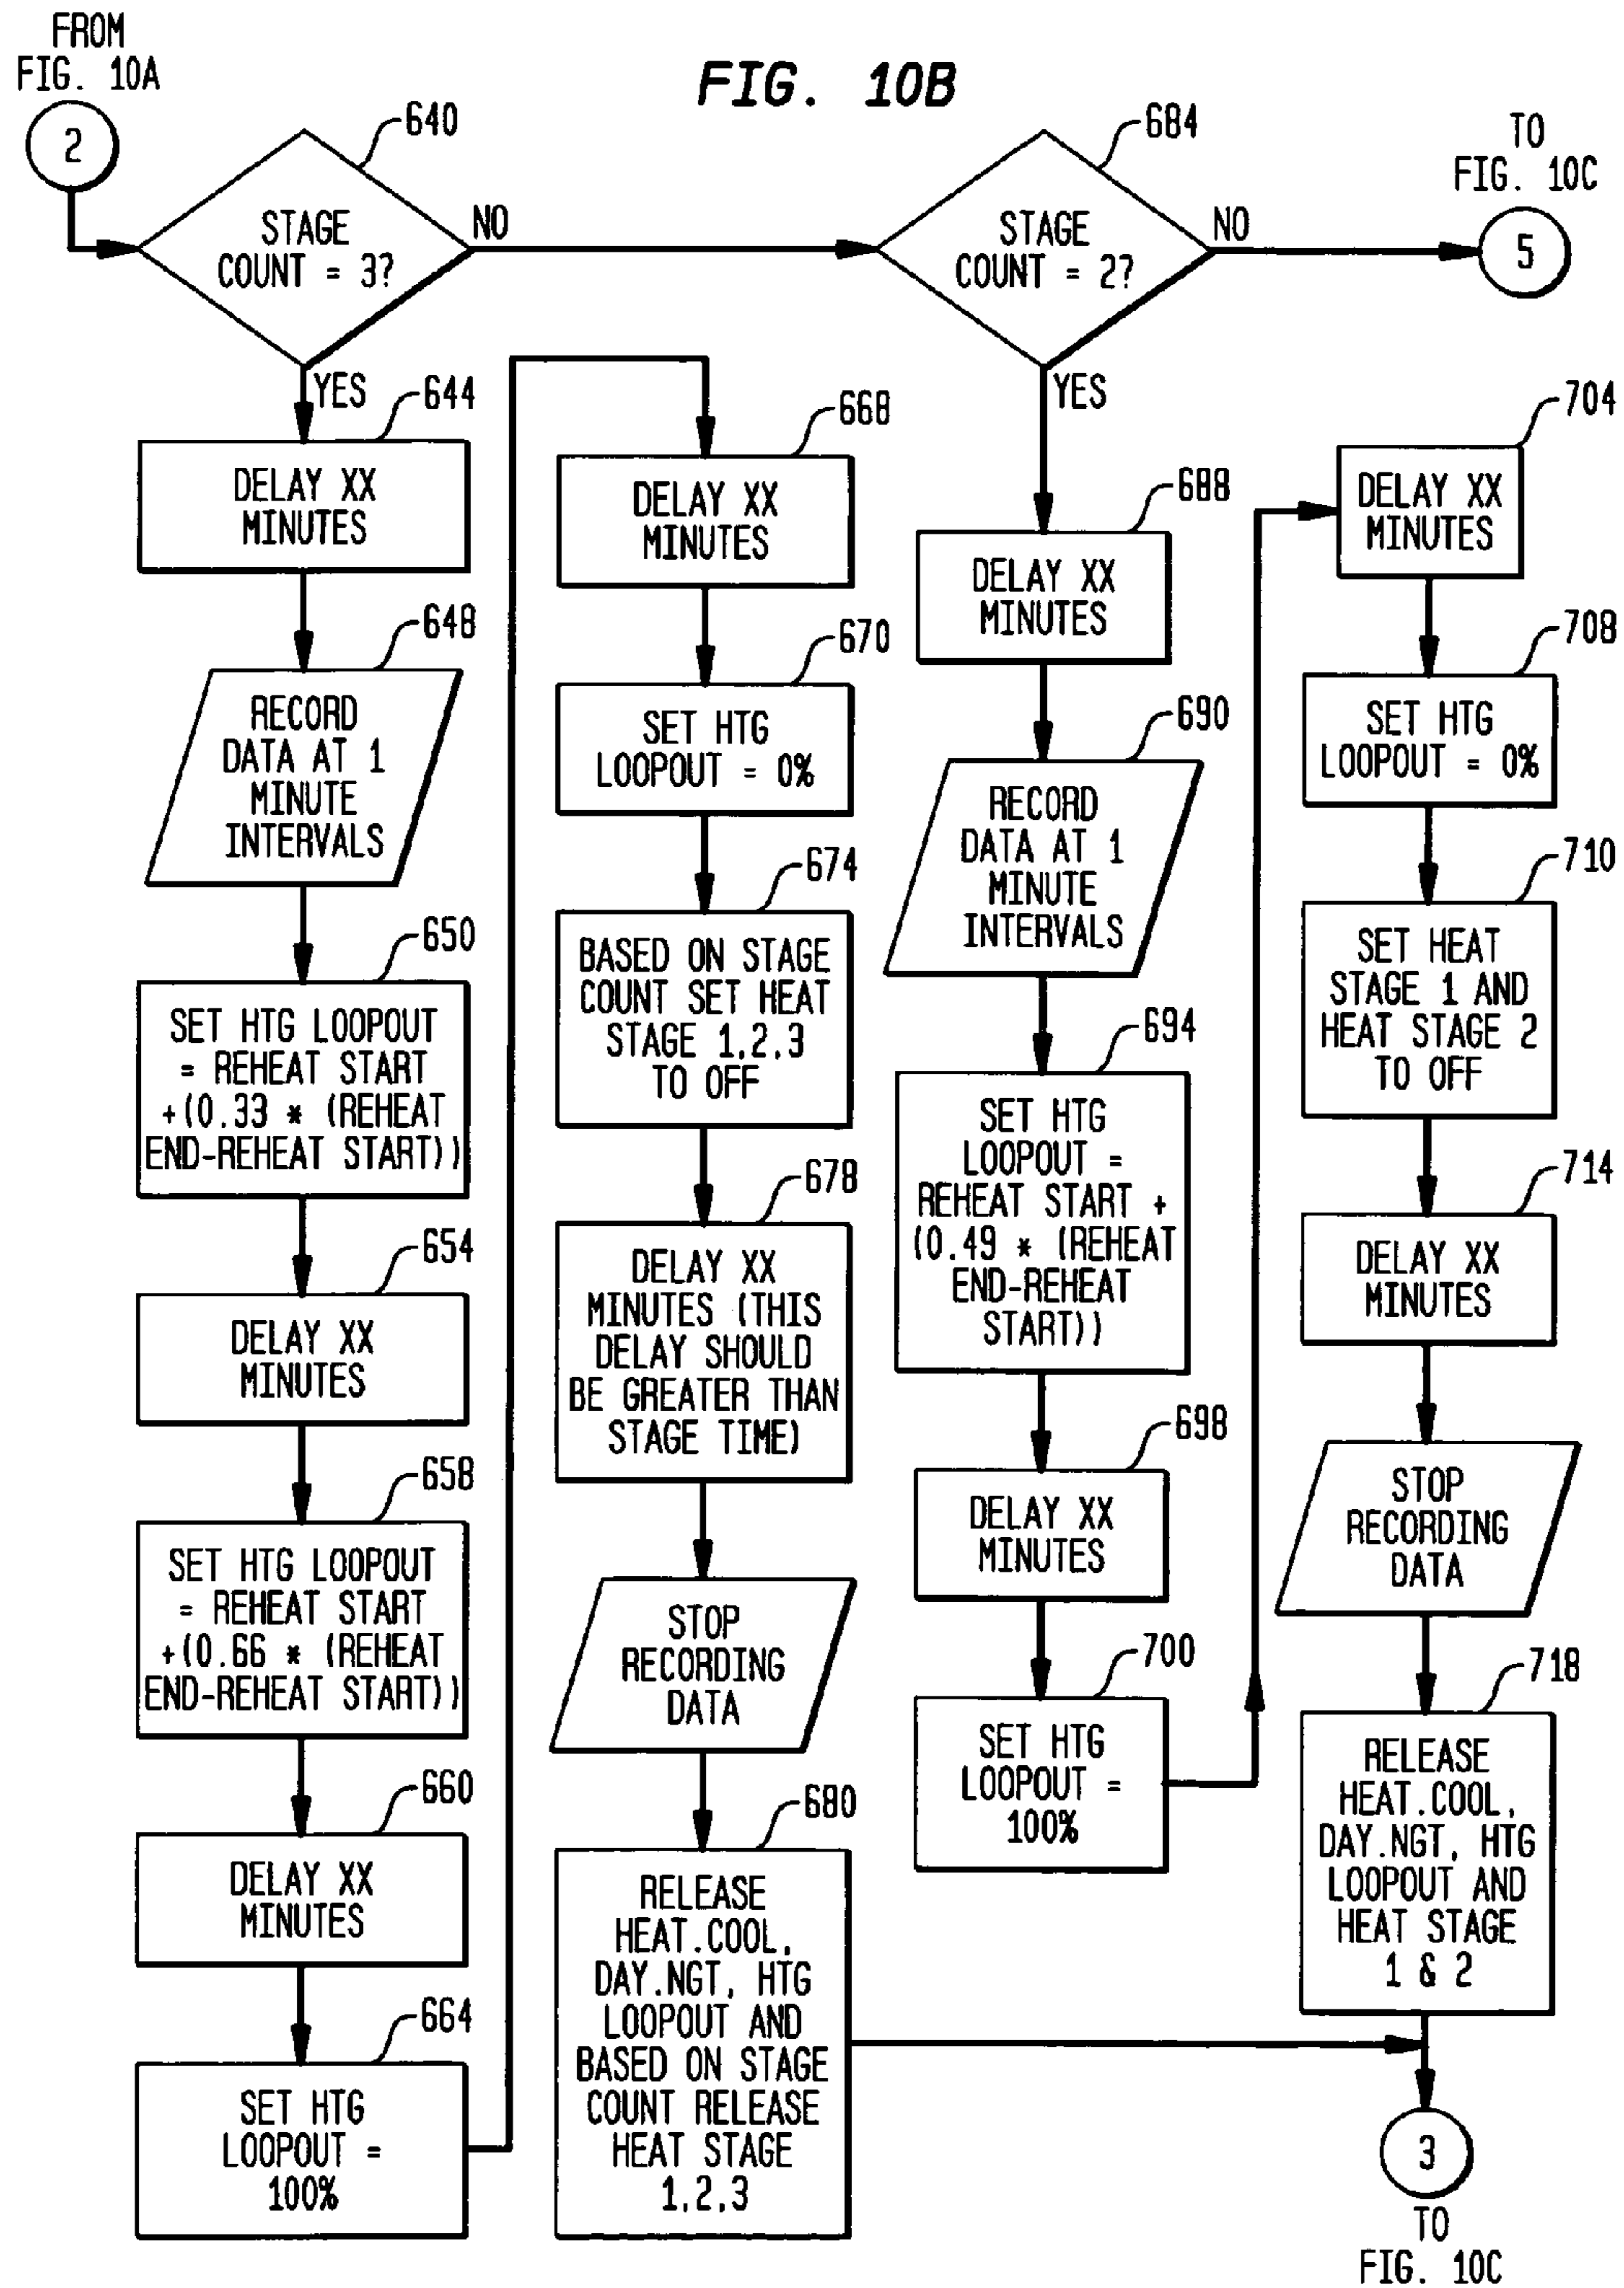 FROM
FIG. 10A
2
FIG. 10B
640
STAGE
COUNT = 3?
NO
YES
684
STAGE
COUNT = 2?
NO
YES
TO
FIG. 10C
5
644
DELAY XX
MINUTES
648
RECORD
DATA AT 1
MINUTE
INTERVALS
650
SET HTG LOOPOUT
= REHEAT START
+(0.33 * (REHEAT
END-REHEAT START))
654
DELAY XX
MINUTES
658
SET HTG LOOPOUT
= REHEAT START
+(0.66 * (REHEAT
END-REHEAT START))
660
DELAY XX
MINUTES
664
SET HTG
LOOPOUT =
100%
668
DELAY XX
MINUTES
670
SET HTG
LOOPOUT = 0%
674
BASED ON STAGE
COUNT SET HEAT
STAGE 1,2,3
TO OFF
678
DELAY XX
MINUTES (THIS
DELAY SHOULD
BE GREATER THAN
STAGE TIME)
STOP
RECORDING
DATA
680
RELEASE
HEAT.COOL,
DAY.NGT, HTG
LOOPOUT AND
BASED ON STAGE
COUNT RELEASE
HEAT STAGE
1,2,3
688
DELAY XX
MINUTES
690
RECORD
DATA AT 1
MINUTE
INTERVALS
694
SET HTG
LOOPOUT =
REHEAT START +
(0.49 * (REHEAT
END-REHEAT
START))
698
DELAY XX
MINUTES
700
SET HTG
LOOPOUT =
100%
704
DELAY XX
MINUTES
708
SET HTG
LOOPOUT = 0%
710
SET HEAT
STAGE 1 AND
HEAT STAGE 2
TO OFF
714
DELAY XX
MINUTES
STOP
RECORDING
DATA
718
RELEASE
HEAT.COOL,
DAY.NGT, HTG
LOOPOUT AND
HEAT STAGE
1 & 2
3
TO
FIG. 10C